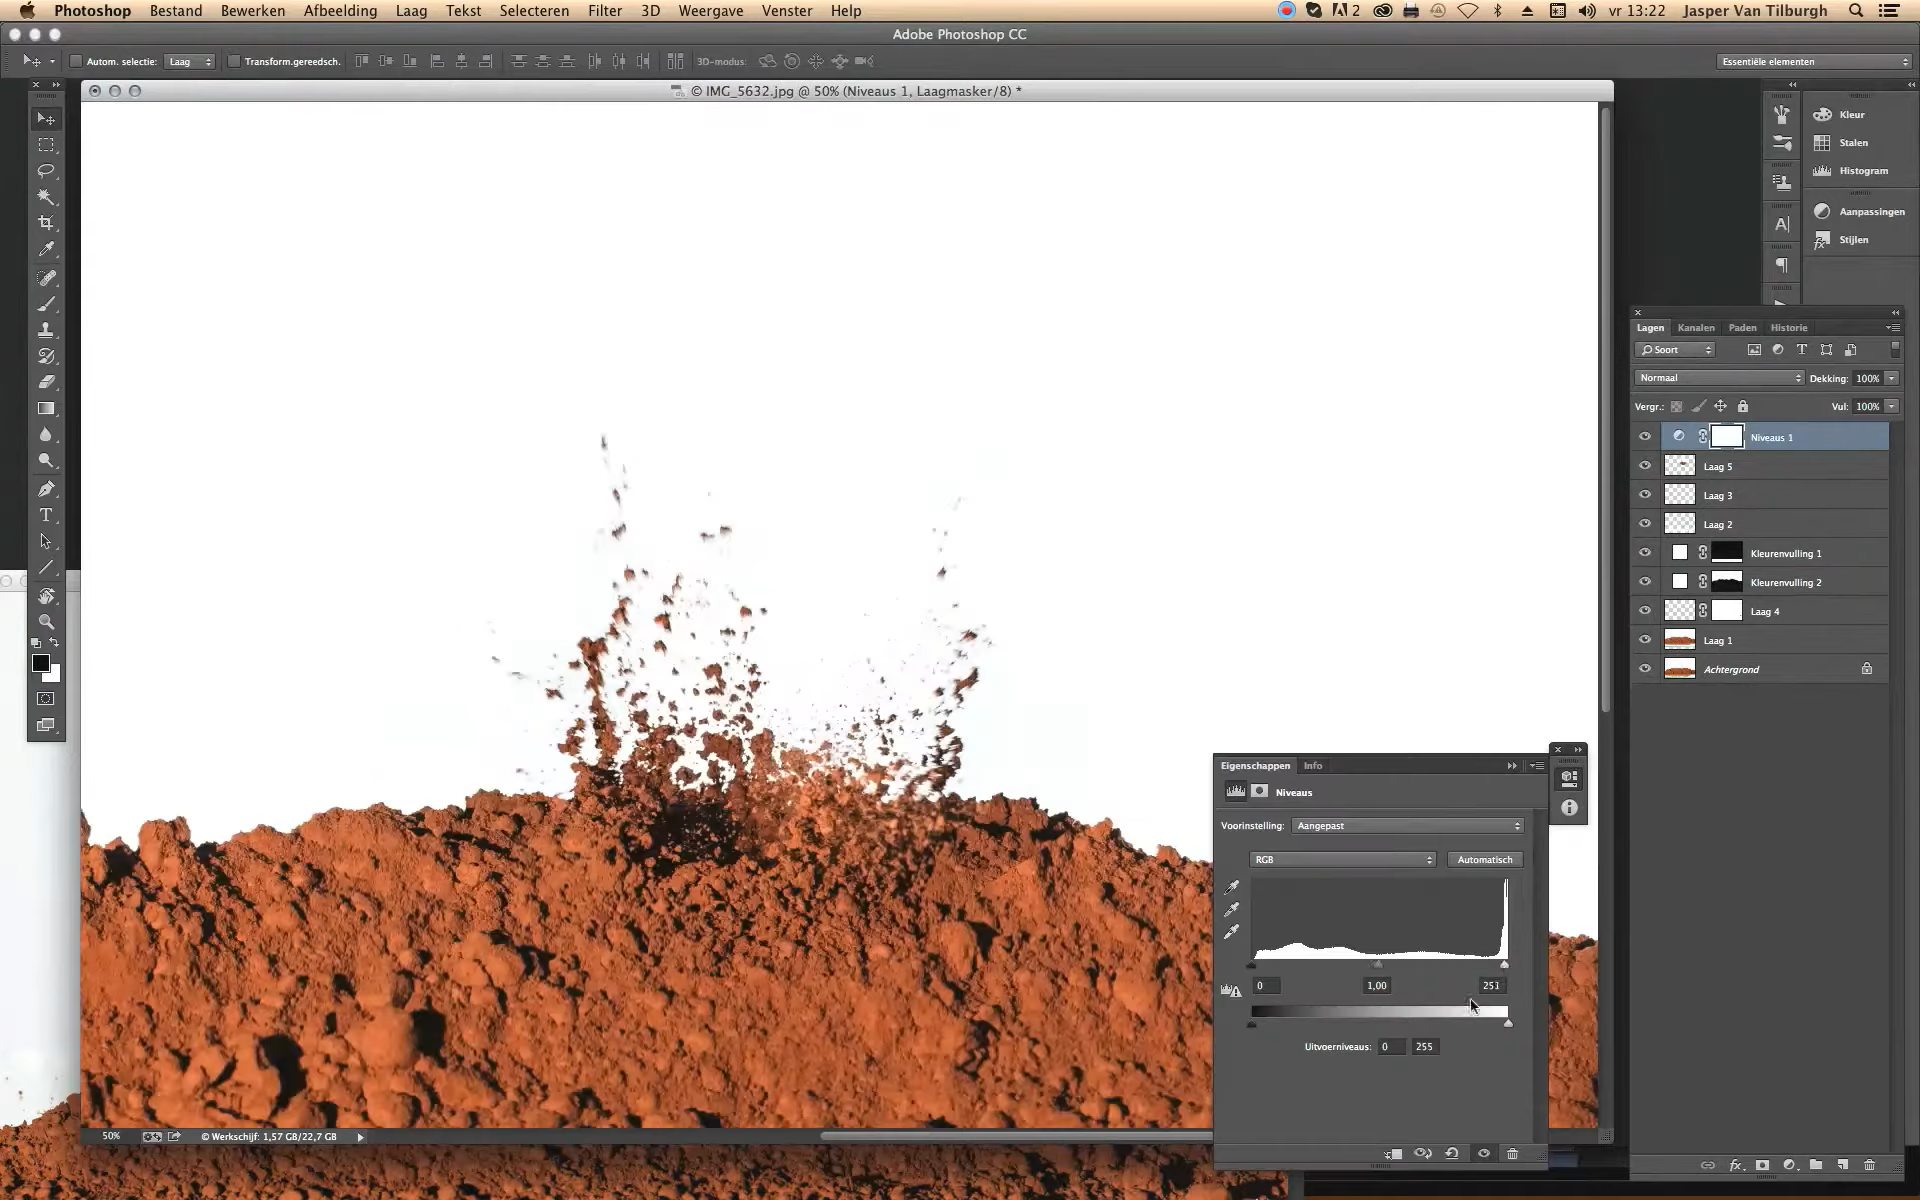 Photoshop Bestand Bewerken Afbeelding Laag Tekst Selecteren Filter 3D Weergave Venster Help 2 vr 13:22 Jasper Van Tilburgh
Adobe Photoshop CC
Autom. selectie: Laag Transform.gereedsch. 3D-modus: Essentiële elementen
© IMG_5632.jpg @ 50% (Niveaus 1, Laagmasker/8) *
Kleur
Stalen
Histogram
Aanpassingen
Stijlen
Lagen Kanalen Paden Historie
Soort
Normaal Dekking: 100%
Vergr.: Vul: 100%
Niveaus 1
Laag 5
Laag 3
Laag 2
Kleurenvulling 1
Kleurenvulling 2
Laag 4
Laag 1
Achtergrond
Eigenschappen Info
Niveaus
Voorinstelling: Aangepast
RGB Automatisch
0 1,00 251
Uitvoerniveaus: 0 255
50% © Werkschijf: 1,57 GB/22,7 GB